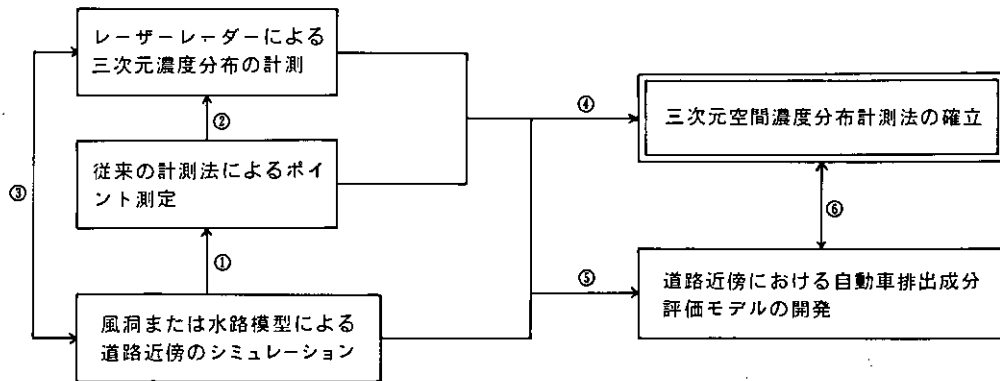 レーザーレーダーによる
三次元濃度分布の計測
②
④
三次元空間濃度分布計測法の確立
従来の計測法によるポイ
ント測定
③
⑥
①
⑤
道路近傍における自動車排出成分
評価モデルの開発
風洞または水路模型による
道路近傍のシミュレーション